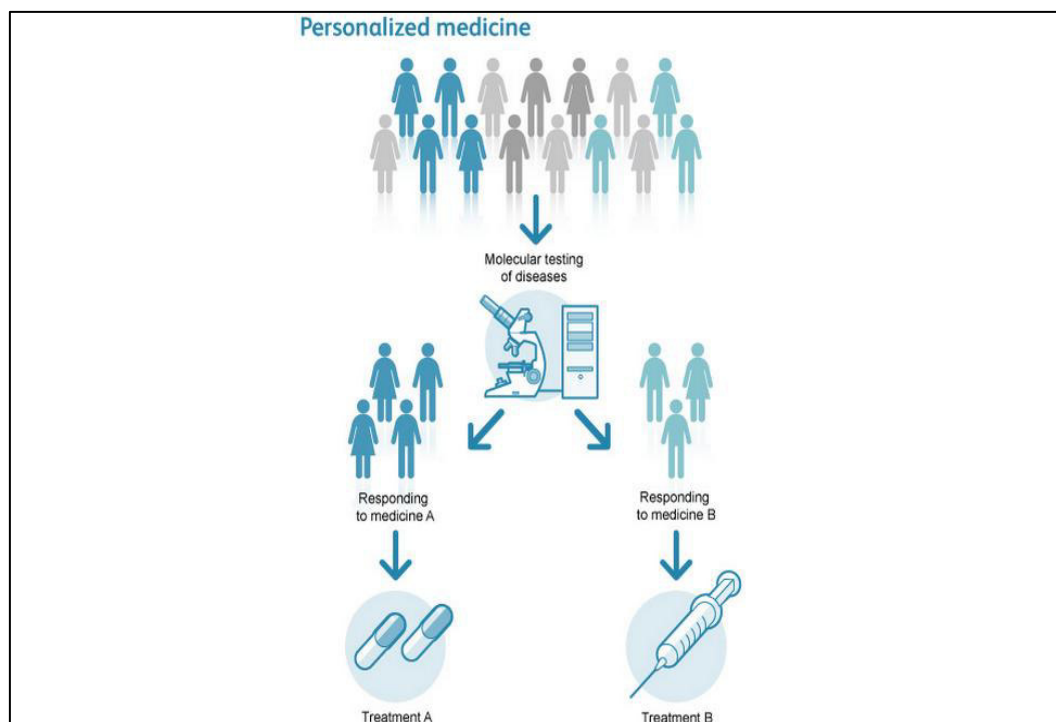 Personalized medicine
Molecular testing
of diseases
Responding
to medicine A
Responding
to medicine B
Treatment A
Treatment B